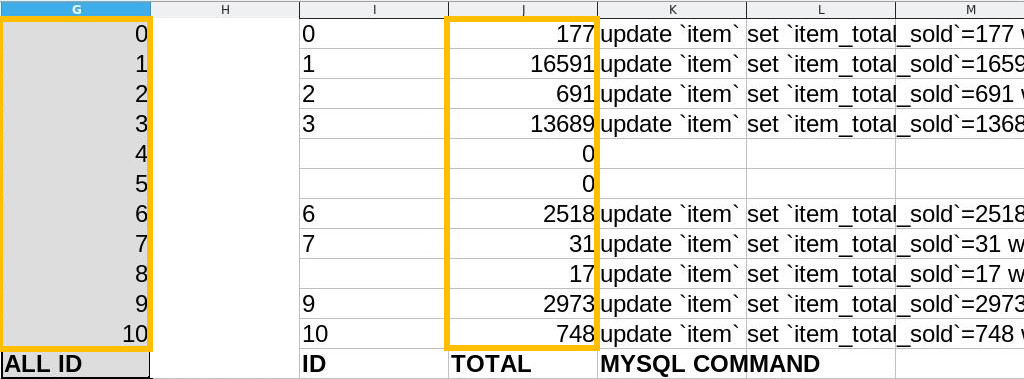 G H I J K L M
0 0 177 update `item` set `item_total_sold`=177 w
1 1 16591 update `item` set `item_total_sold`=1659
2 2 691 update `item` set `item_total_sold`=691 w
3 3 13689 update `item` set `item_total_sold`=1368
4 0
5 0
6 6 2518 update `item` set `item_total_sold`=2518
7 7 31 update `item` set `item_total_sold`=31 w
8 17 update `item` set `item_total_sold`=17 w
9 9 2973 update `item` set `item_total_sold`=2973
10 10 748 update `item` set `item_total_sold`=748 w
ALL ID ID TOTAL MYSQL COMMAND